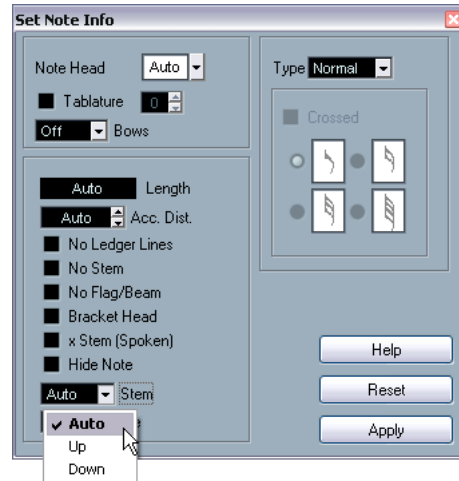 Set Note Info
Note Head Auto
Tablature 0
Off Bows
Auto Length
Auto Acc. Dist.
No Ledger Lines
No Stem
No Flag/Beam
Bracket Head
x Stem (Spoken)
Hide Note
Auto Stem
Auto
Up
Down
Type Normal
Crossed
Help
Reset
Apply